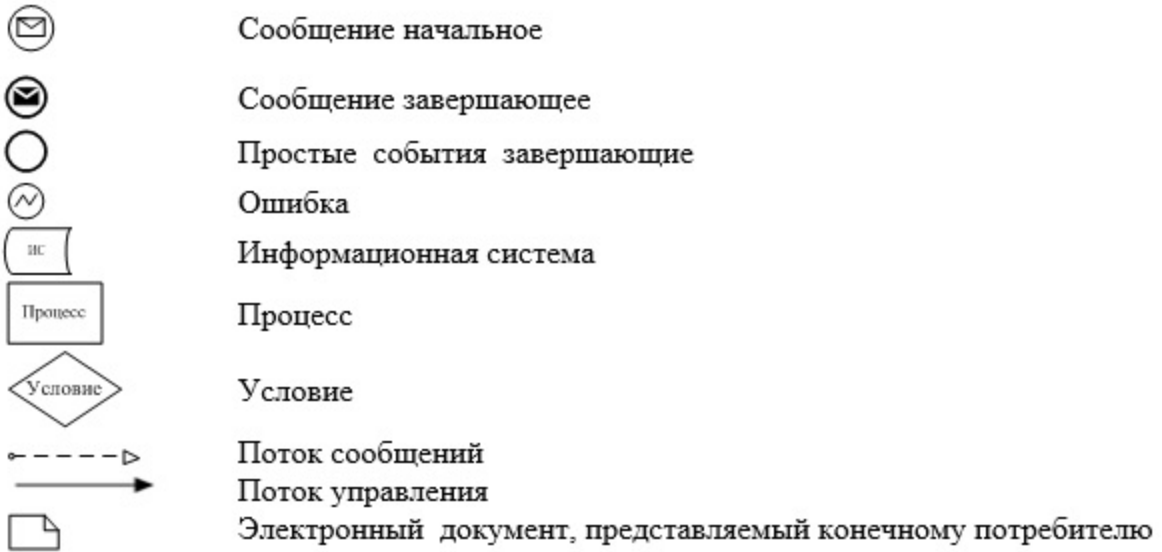 Сообщение начальное
Сообщение завершающее
Простые события завершающие
Ошибка
ИС Информационная система
Процесс Процесс
Условие Условие
Поток сообщений
Поток управления
Электронный документ, представляемый конечному потребителю